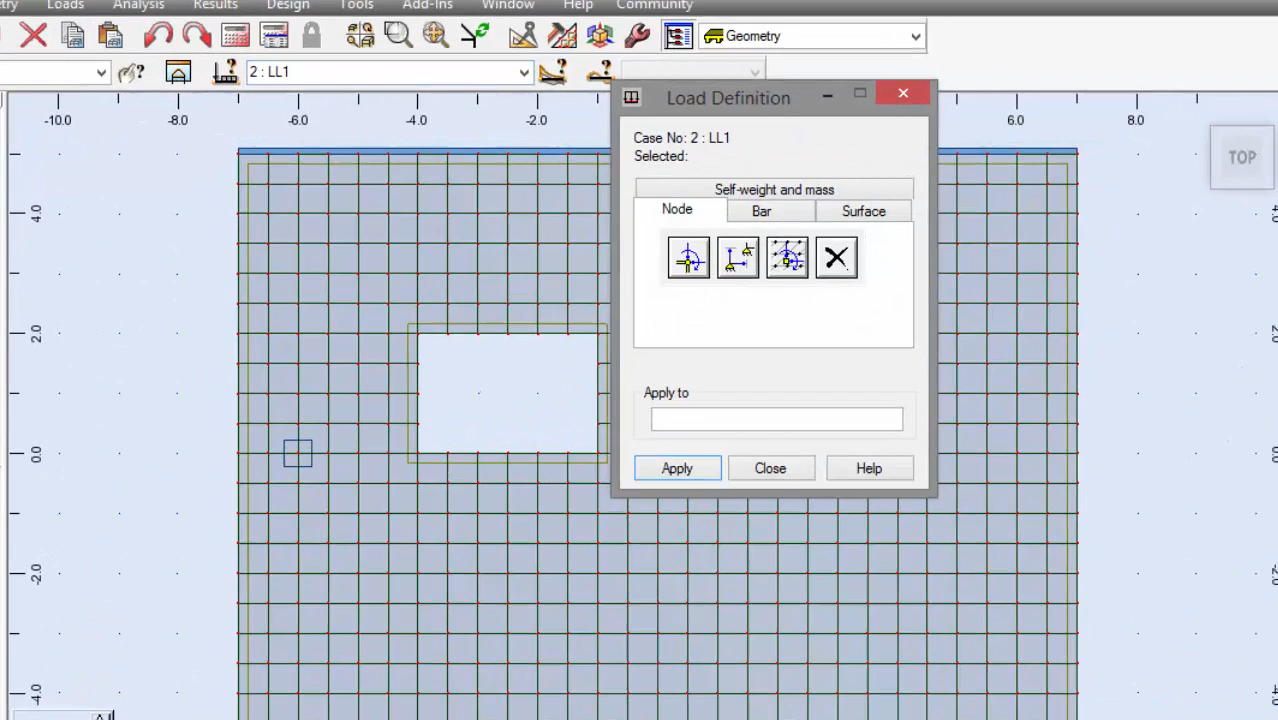 etry Loads Analysis Results Design Tools Add-Ins Window Help Community
Geometry
2 : LL1
-10.0 -8.0 -6.0 -4.0 -2.0 6.0 8.0
Load Definition
TOP
Case No: 2 : LL1
Selected:
Self-weight and mass
Node Bar Surface
4.0
2.0
0.0
-2.0
-4.0
Apply to
Apply Close Help